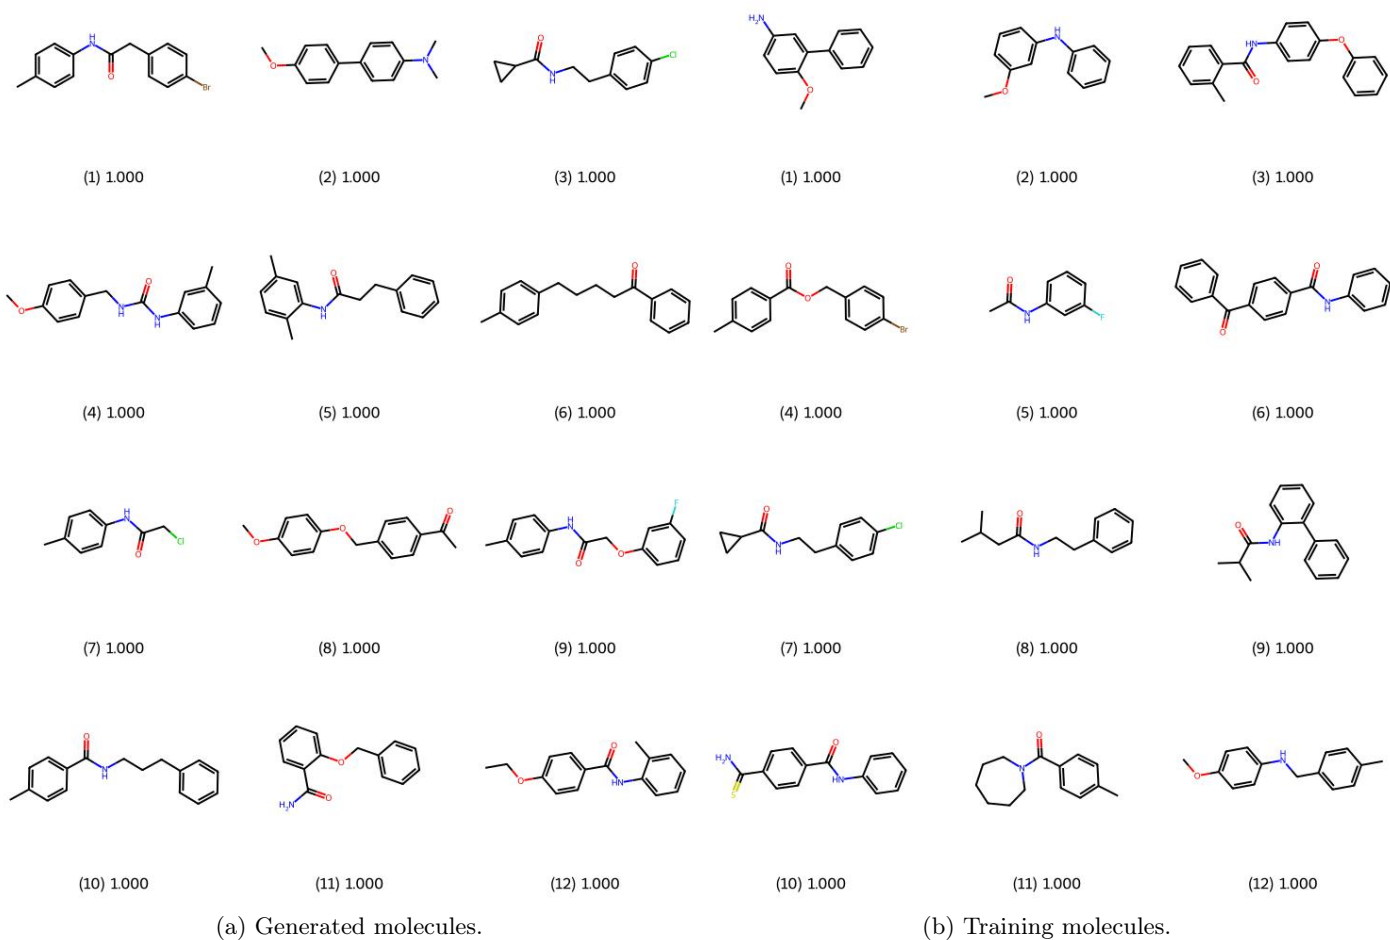 (1) 1.000 (2) 1.000 (3) 1.000 (1) 1.000 (2) 1.000 (3) 1.000
(4) 1.000 (5) 1.000 (6) 1.000 (4) 1.000 (5) 1.000 (6) 1.000
(7) 1.000 (8) 1.000 (9) 1.000 (7) 1.000 (8) 1.000 (9) 1.000
(10) 1.000 (11) 1.000 (12) 1.000 (10) 1.000 (11) 1.000 (12) 1.000
(a) Generated molecules. (b) Training molecules.